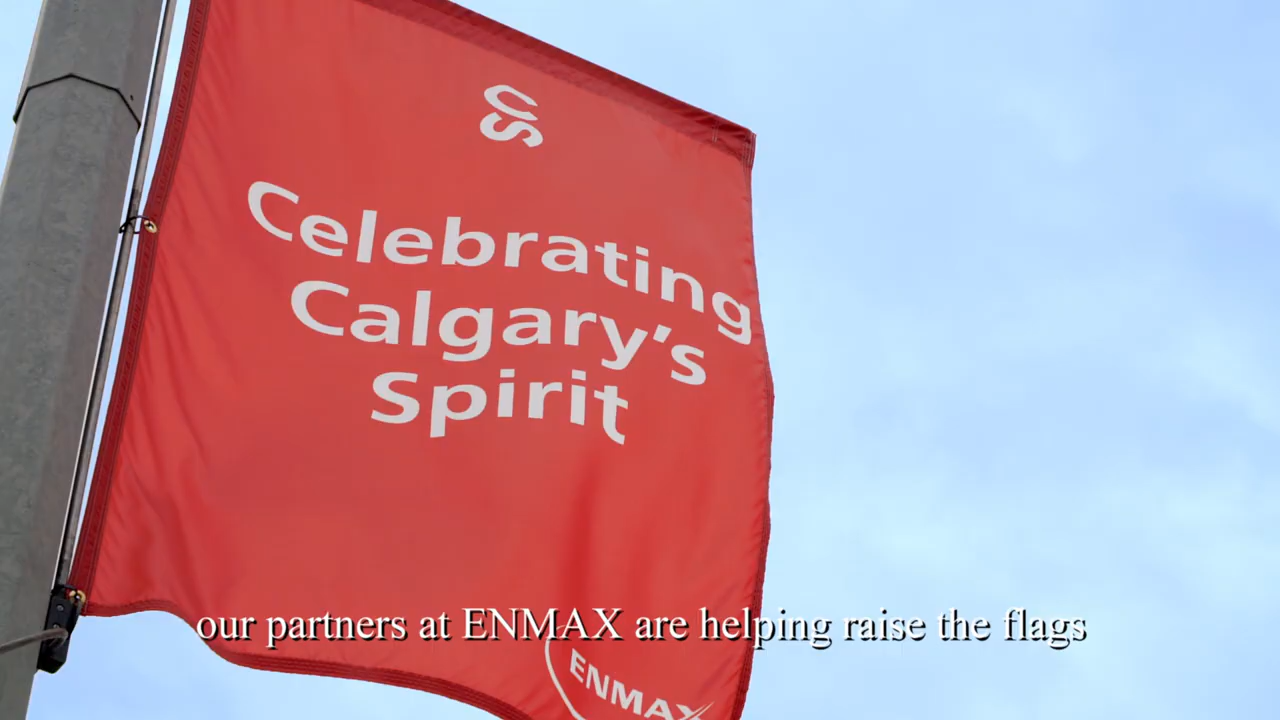 Celebrating
Calgary's
Spirit
our partners at ENMAX are helping raise the flags
ENMAX